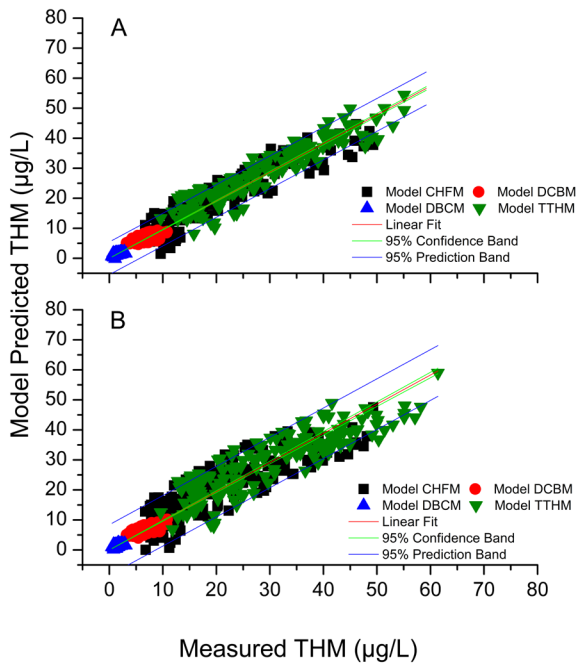 A
80
70
60
50
40
30
20
10
0
Model CHFM Model DCBM
Model DBCM Model TTHM
Linear Fit
95% Confidence Band
95% Prediction Band
Model Predicted THM (µg/L)
B
80
70
60
50
40
30
20
10
0
Model CHFM Model DCBM
Model DBCM Model TTHM
Linear Fit
95% Confidence Band
95% Prediction Band
0 10 20 30 40 50 60 70 80
Measured THM (µg/L)